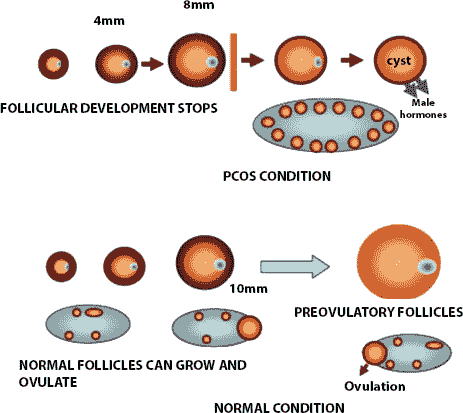 8mm
4mm
cyst
FOLLICULAR DEVELOPMENT STOPS
Male
hormones
PCOS CONDITION
10mm
PREOVULATORY FOLLICLES
NORMAL FOLLICLES CAN GROW AND
OVULATE
Ovulation
NORMAL CONDITION